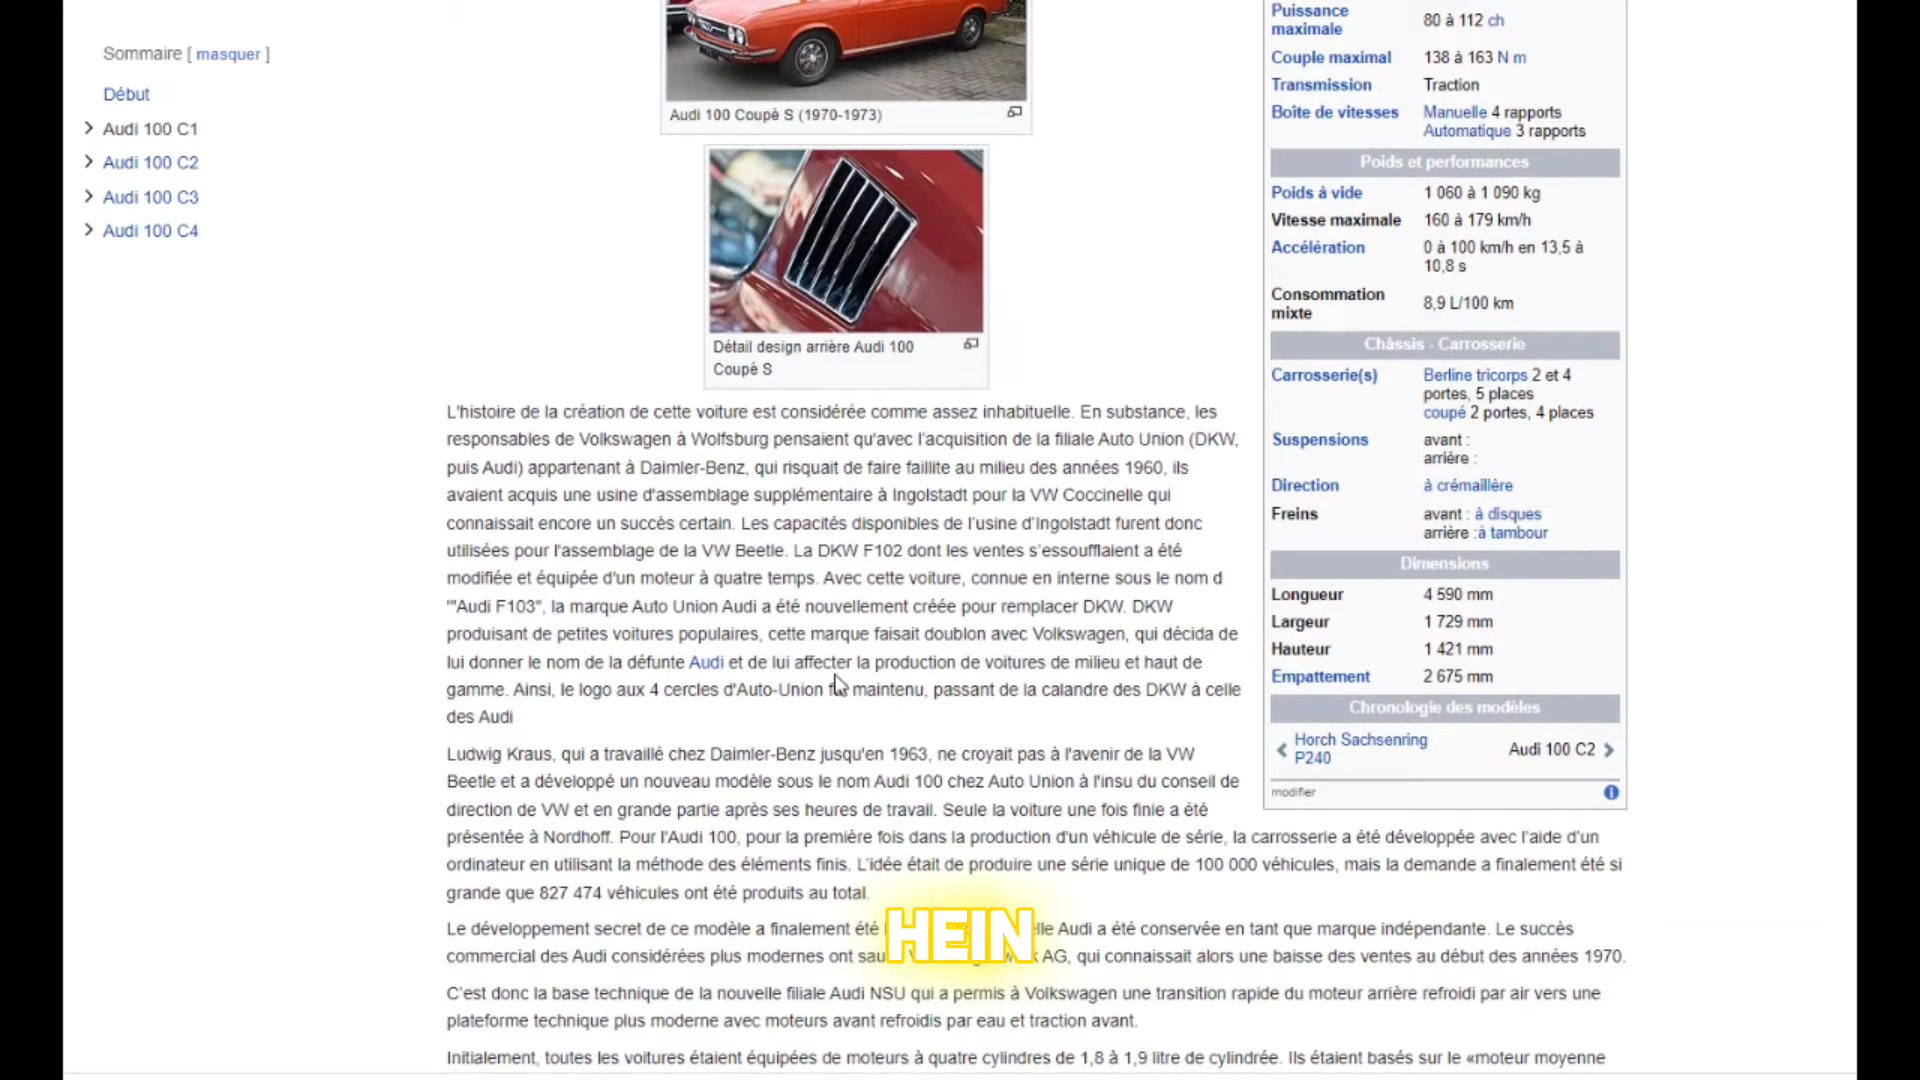 Sommaire [ masquer ]
Début
Audi 100 C1
Audi 100 C2
Audi 100 C3
Audi 100 C4
Audi 100 Coupé S (1970-1973)
Détail design arrière Audi 100
Coupé S
L'histoire de la création de cette voiture est considérée comme assez inhabituelle. En substance, les
responsables de Volkswagen à Wolfsburg pensaient qu'avec l'acquisition de la filiale Auto Union (DKW,
puis Audi) appartenant à Daimler-Benz, qui risquait de faire faillite au milieu des années 1960, ils
avaient acquis une usine d'assemblage supplémentaire à Ingolstadt pour la VW Coccinelle qui
connaissait encore un succès certain. Les capacités disponibles de l'usine d'Ingolstadt furent donc
utilisées pour l'assemblage de la VW Beetle. La DKW F102 dont les ventes s'essoufflaient a été
modifiée et équipée d'un moteur à quatre temps. Avec cette voiture, connue en interne sous le nom d
'"Audi F103", la marque Auto Union Audi a été nouvellement créée pour remplacer DKW. DKW
produisant de petites voitures populaires, cette marque faisait doublon avec Volkswagen, qui décida de
lui donner le nom de la défunte Audi et de lui affecter la production de voitures de milieu et haut de
gamme. Ainsi, le logo aux 4 cercles d'Auto-Union maintenu, passant de la calandre des DKW à celle
des Audi
Ludwig Kraus, qui a travaillé chez Daimler-Benz jusqu'en 1963, ne croyait pas à l'avenir de la VW
Beetle et a développé un nouveau modèle sous le nom Audi 100 chez Auto Union à l'insu du conseil de
direction de VW et en grande partie après ses heures de travail. Seule la voiture une fois finie a été
présentée à Nordhoff. Pour l'Audi 100, pour la première fois dans la production d'un véhicule de série, la carrosserie a été développée avec l'aide d'un
ordinateur en utilisant la méthode des éléments finis. L'idée était de produire une série unique de 100 000 véhicules, mais la demande a finalement été si
grande que 827 474 véhicules ont été produits au total.
Le développement secret de ce modèle a finalement été Audi a été conservée en tant que marque indépendante. Le succès
commercial des Audi considérées plus modernes ont AG, qui connaissait alors une baisse des ventes au début des années 1970.
HEIN
C'est donc la base technique de la nouvelle filiale Audi NSU qui a permis à Volkswagen une transition rapide du moteur arrière refroidi par air vers une
plateforme technique plus moderne avec moteurs avant refroidis par eau et traction avant.
Initialement, toutes les voitures étaient équipées de moteurs à quatre cylindres de 1,8 à 1,9 litre de cylindrée. Ils étaient basés sur le «moteur moyenne
Puissance maximale 80 à 112 ch
Couple maximal 138 à 163 N m
Transmission Traction
Boîte de vitesses Manuelle 4 rapports
Automatique 3 rapports
Poids et performances
Poids à vide 1 060 à 1 090 kg
Vitesse maximale 160 à 179 km/h
Accélération 0 à 100 km/h en 13,5 à
10,8 s
Consommation mixte 8,9 L/100 km
Châssis - Carrosserie
Carrosserie(s) Berline tricorps 2 et 4
portes, 5 places
coupé 2 portes, 4 places
Suspensions avant :
arrière :
Direction à crémaillère
Freins avant : à disques
arrière :à tambour
Dimensions
Longueur 4 590 mm
Largeur 1 729 mm
Hauteur 1 421 mm
Empattement 2 675 mm
Chronologie des modèles
Horch Sachsenring
P240
Audi 100 C2
modifier